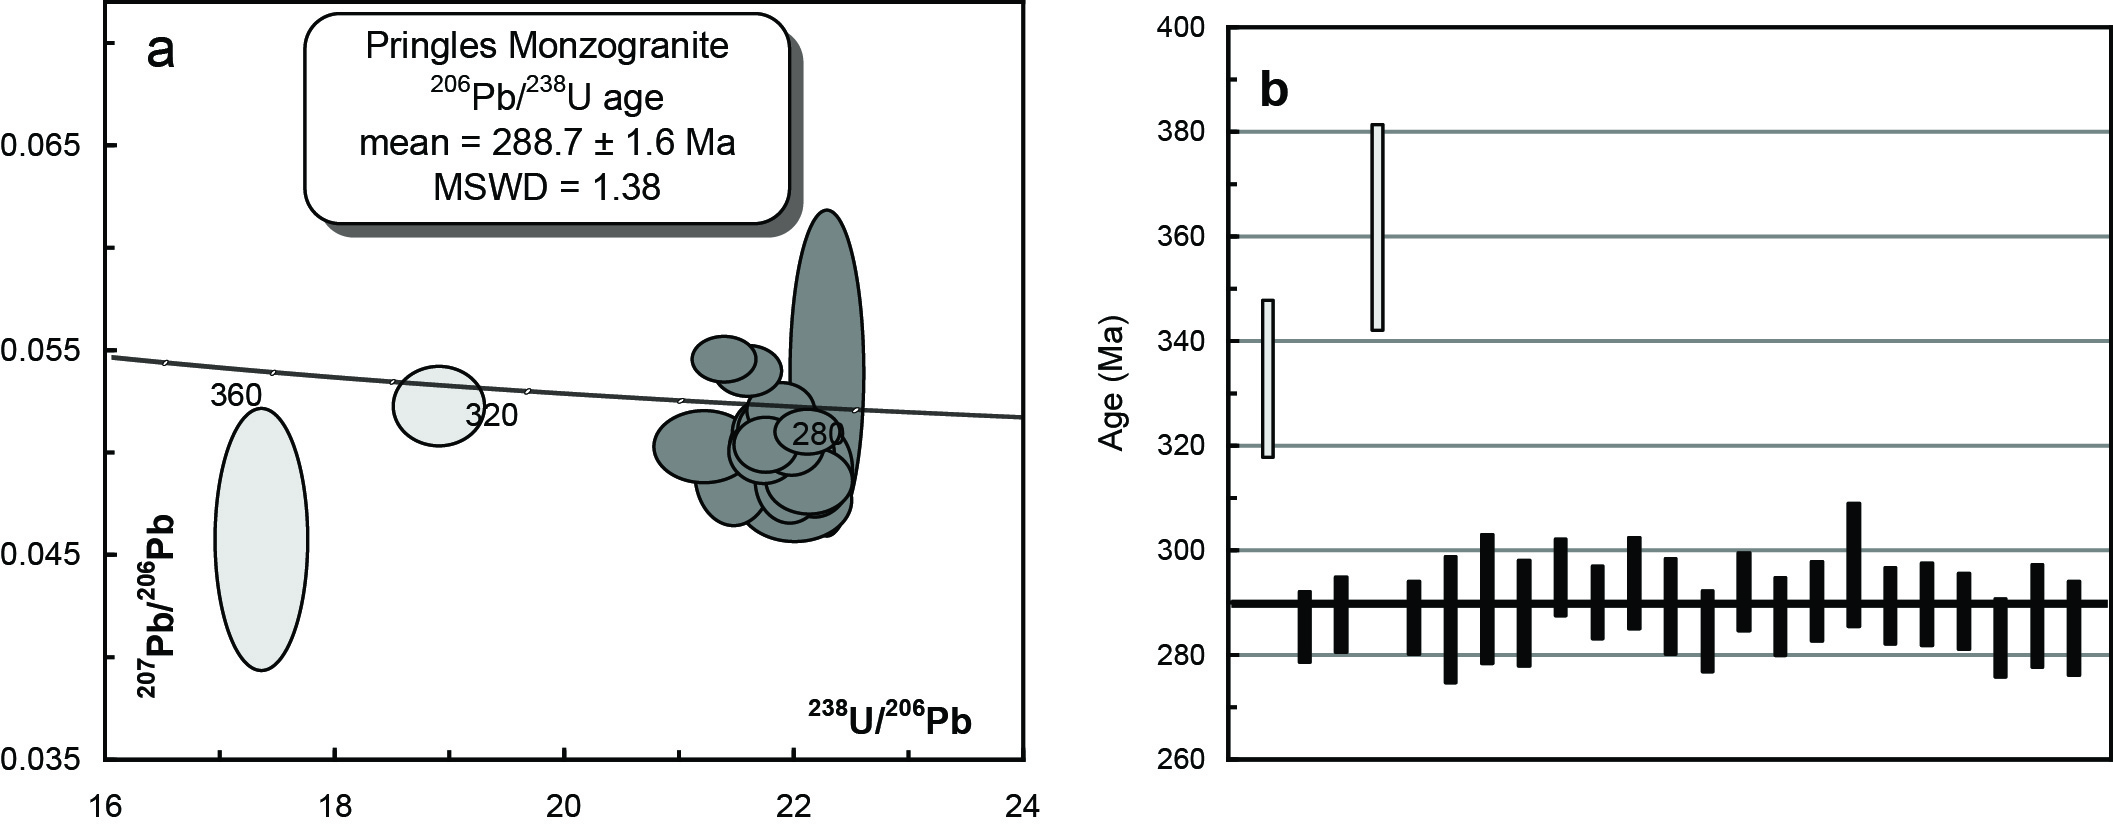 a
Pringles Monzogranite
²⁰⁶Pb/²³⁸U age
mean = 288.7 ± 1.6 Ma
MSWD = 1.38
0.065
0.055
0.045
0.035
360
320
280
²⁰⁷Pb/²⁰⁶Pb
²³⁸U/²⁰⁶Pb
16 18 20 22 24
b
Age (Ma)
400
380
360
340
320
300
280
260